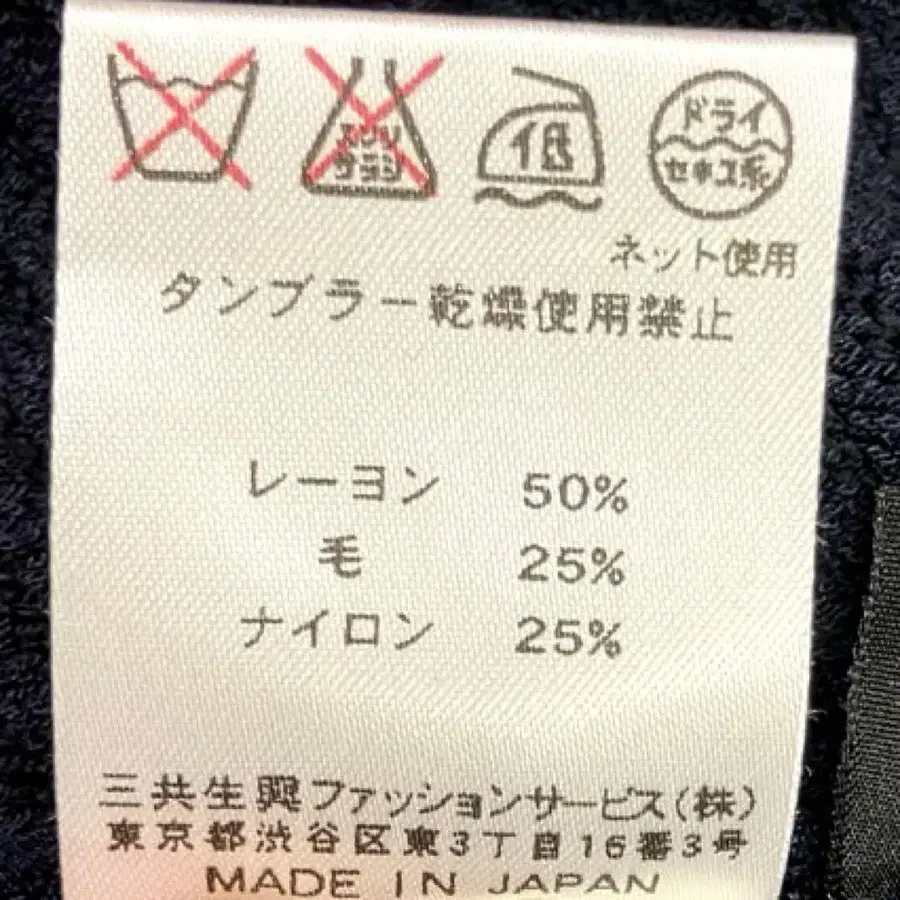 エンソ
サラシ
低
ドライ
セキユ系
ネット使用
タンブラー乾燥使用禁止
レーヨン 50%
毛 25%
ナイロン 25%
三共生興ファッションサービス(株)
東京都渋谷区東3丁目16番3号
MADE IN JAPAN